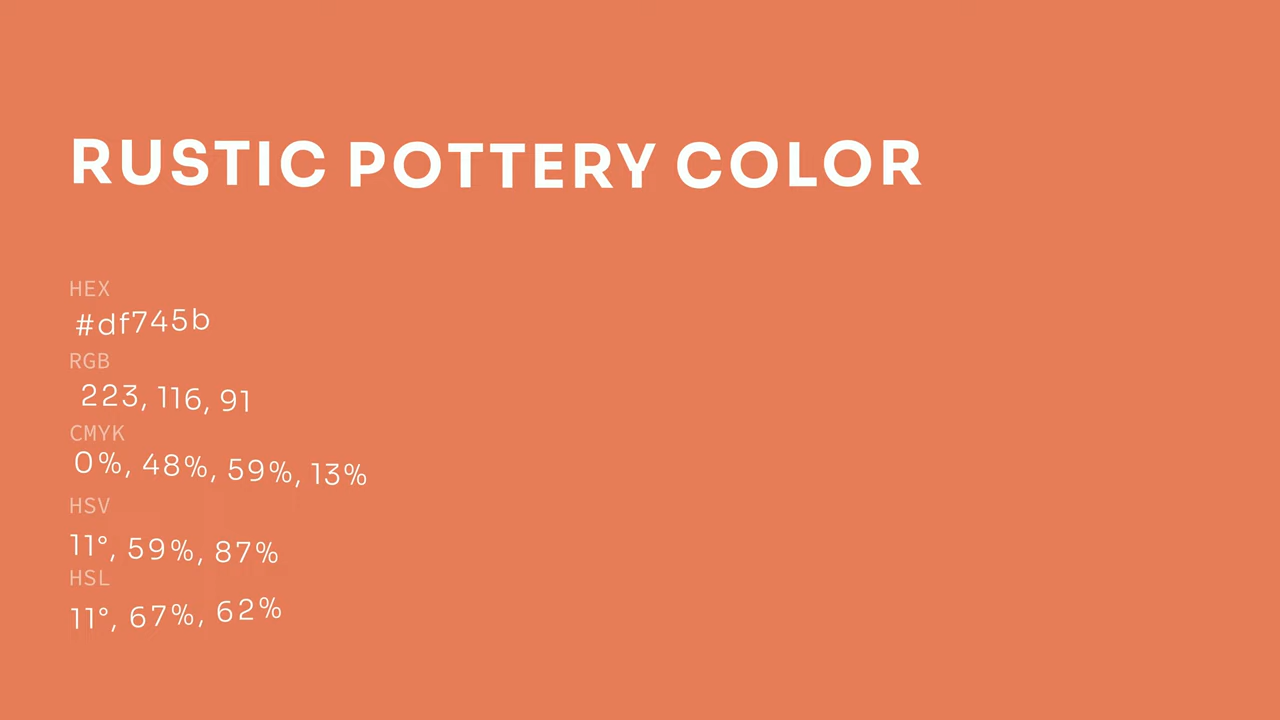 RUSTIC POTTERY COLOR
HEX
#df745b
RGB
223, 116, 91
CMYK
0%, 48%, 59%, 13%
HSV
11°, 59%, 87%
HSL
11°, 67%, 62%